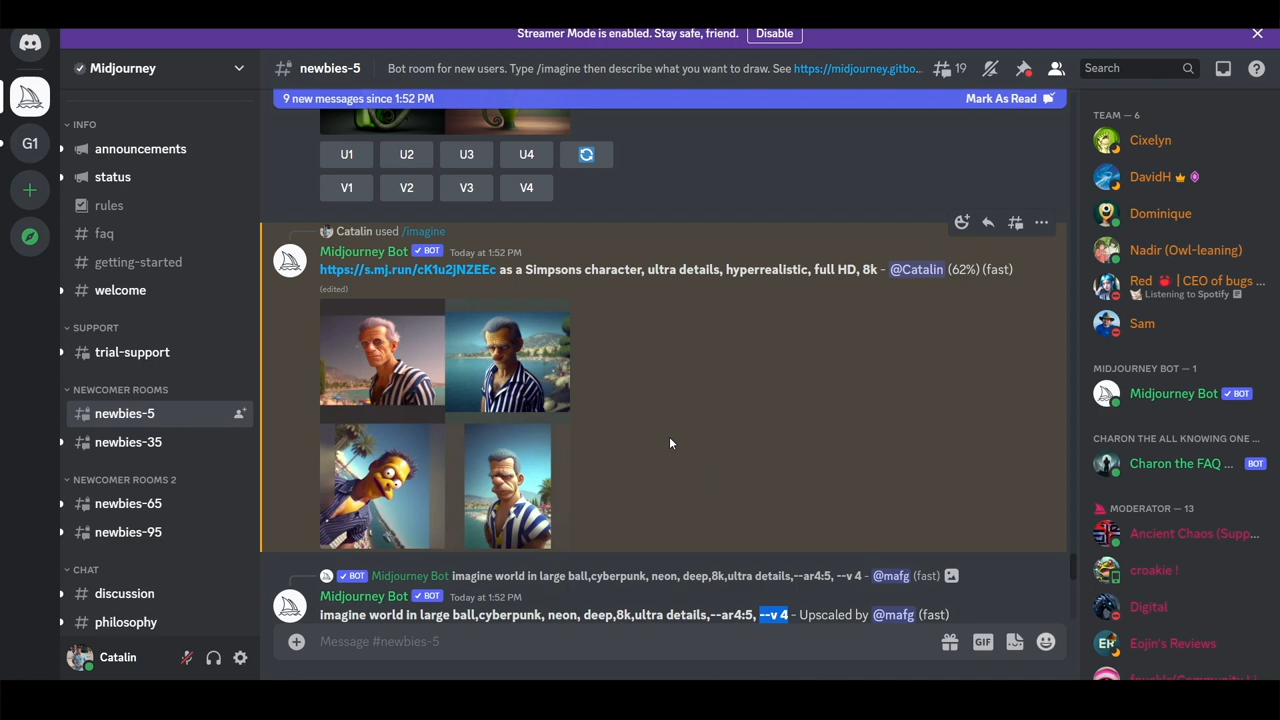 Streamer Mode is enabled. Stay safe, friend. Disable
Midjourney
newbies-5 Bot room for new users. Type /imagine then describe what you want to draw. See https://midjourney.gitbo... 19 Search
9 new messages since 1:52 PM Mark As Read
G1
INFO
announcements
status
rules
faq
getting-started
welcome
SUPPORT
trial-support
NEWCOMER ROOMS
newbies-5
newbies-35
NEWCOMER ROOMS 2
newbies-65
newbies-95
CHAT
discussion
philosophy
Catalin
U1 U2 U3 U4
V1 V2 V3 V4
Catalin used /imagine
Midjourney Bot BOT Today at 1:52 PM
https://s.mj.run/cK1u2jNZEEc as a Simpsons character, ultra details, hyperrealistic, full HD, 8k - @Catalin (62%) (fast)
(edited)
BOT Midjourney Bot imagine world in large ball,cyberpunk, neon, deep,8k,ultra details,--ar4:5, --v 4 - @mafg (fast)
Midjourney Bot BOT Today at 1:52 PM
imagine world in large ball,cyberpunk, neon, deep,8k,ultra details,--ar4:5, --v 4 - Upscaled by @mafg (fast)
Message #newbies-5
GIF
TEAM — 6
Cixelyn
DavidH
Dominique
Nadir (Owl-leaning)
Red | CEO of bugs ...
Listening to Spotify
Sam
MIDJOURNEY BOT — 1
Midjourney Bot BOT
CHARON THE ALL KNOWING ONE ...
Charon the FAQ ... BOT
MODERATOR — 13
Ancient Chaos (Supp...
croakie !
Digital
Eojin's Reviews